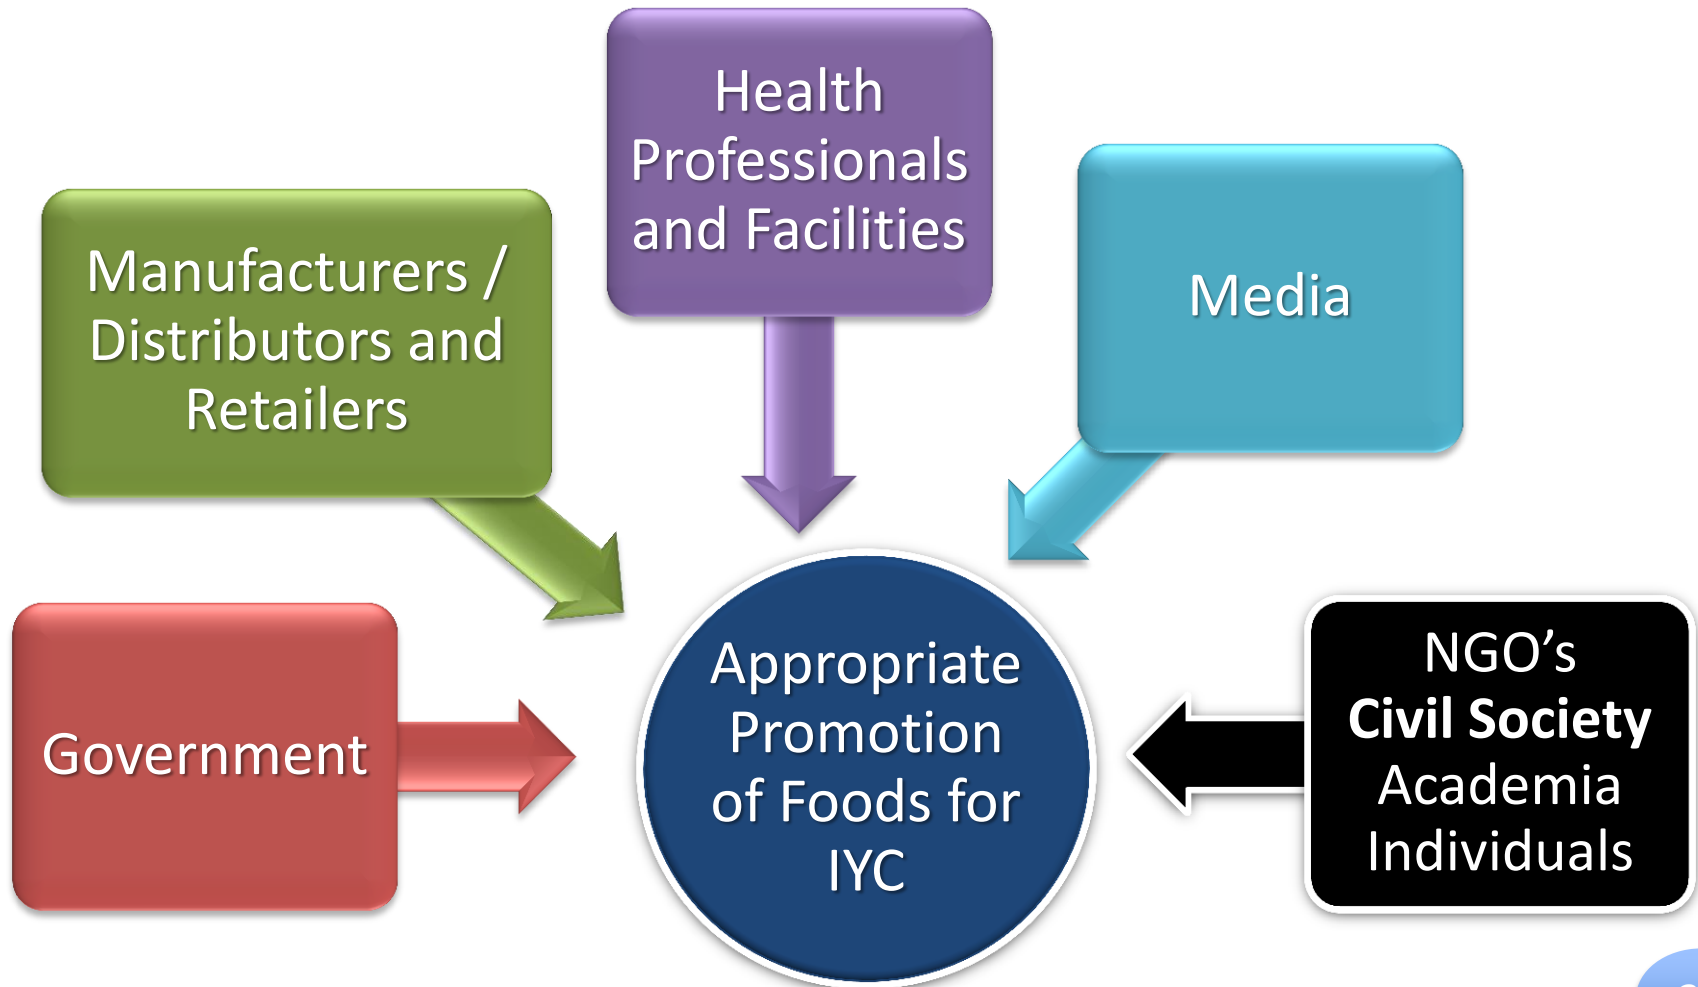 Health
Professionals
and Facilities
Manufacturers /
Distributors and
Retailers
Media
Government
Appropriate
Promotion
of Foods for
IYC
NGO’s
Civil Society
Academia
Individuals